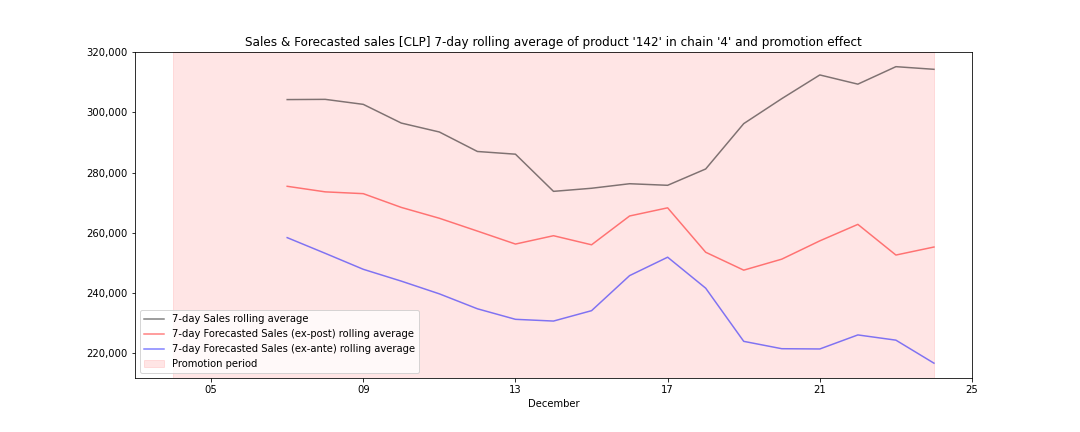 Sales & Forecasted sales [CLP] 7-day rolling average of product '142' in chain '4' and promotion effect
320,000
300,000
280,000
260,000
240,000
220,000
7-day Sales rolling average
7-day Forecasted Sales (ex-post) rolling average
7-day Forecasted Sales (ex-ante) rolling average
Promotion period
05 09 13 17 21 25
December